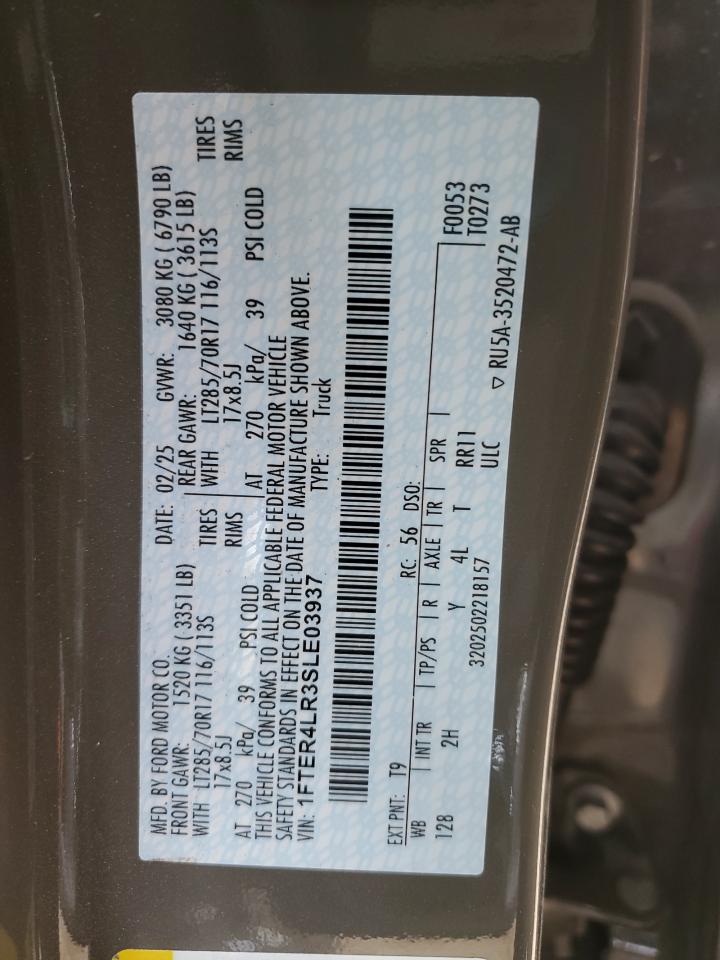 MFD. BY FORD MOTOR CO. DATE: 02/25 GVWR: 3080 KG ( 6790 LB)
FRONT GAWR: 1520 KG ( 3351 LB) REAR GAWR: 1640 KG ( 3615 LB)
WITH LT285/70R17 116/113S TIRES WITH LT285/70R17 116/113S TIRES
17x8.5J RIMS 17x8.5J RIMS
AT 270 kPa/ 39 PSI COLD AT 270 kPa/ 39 PSI COLD
THIS VEHICLE CONFORMS TO ALL APPLICABLE FEDERAL MOTOR VEHICLE
SAFETY STANDARDS IN EFFECT ON THE DATE OF MANUFACTURE SHOWN ABOVE.
VIN: 1FTER4LR3SLE03937 TYPE: Truck
EXT PNT: T9 RC: 56 DSO:
WB INT TR TP/PS R AXLE TR SPR F0053
128 2H Y 4L T RR11 T0273
3202502218157 ULC
▽ RU5A-3520472-AB